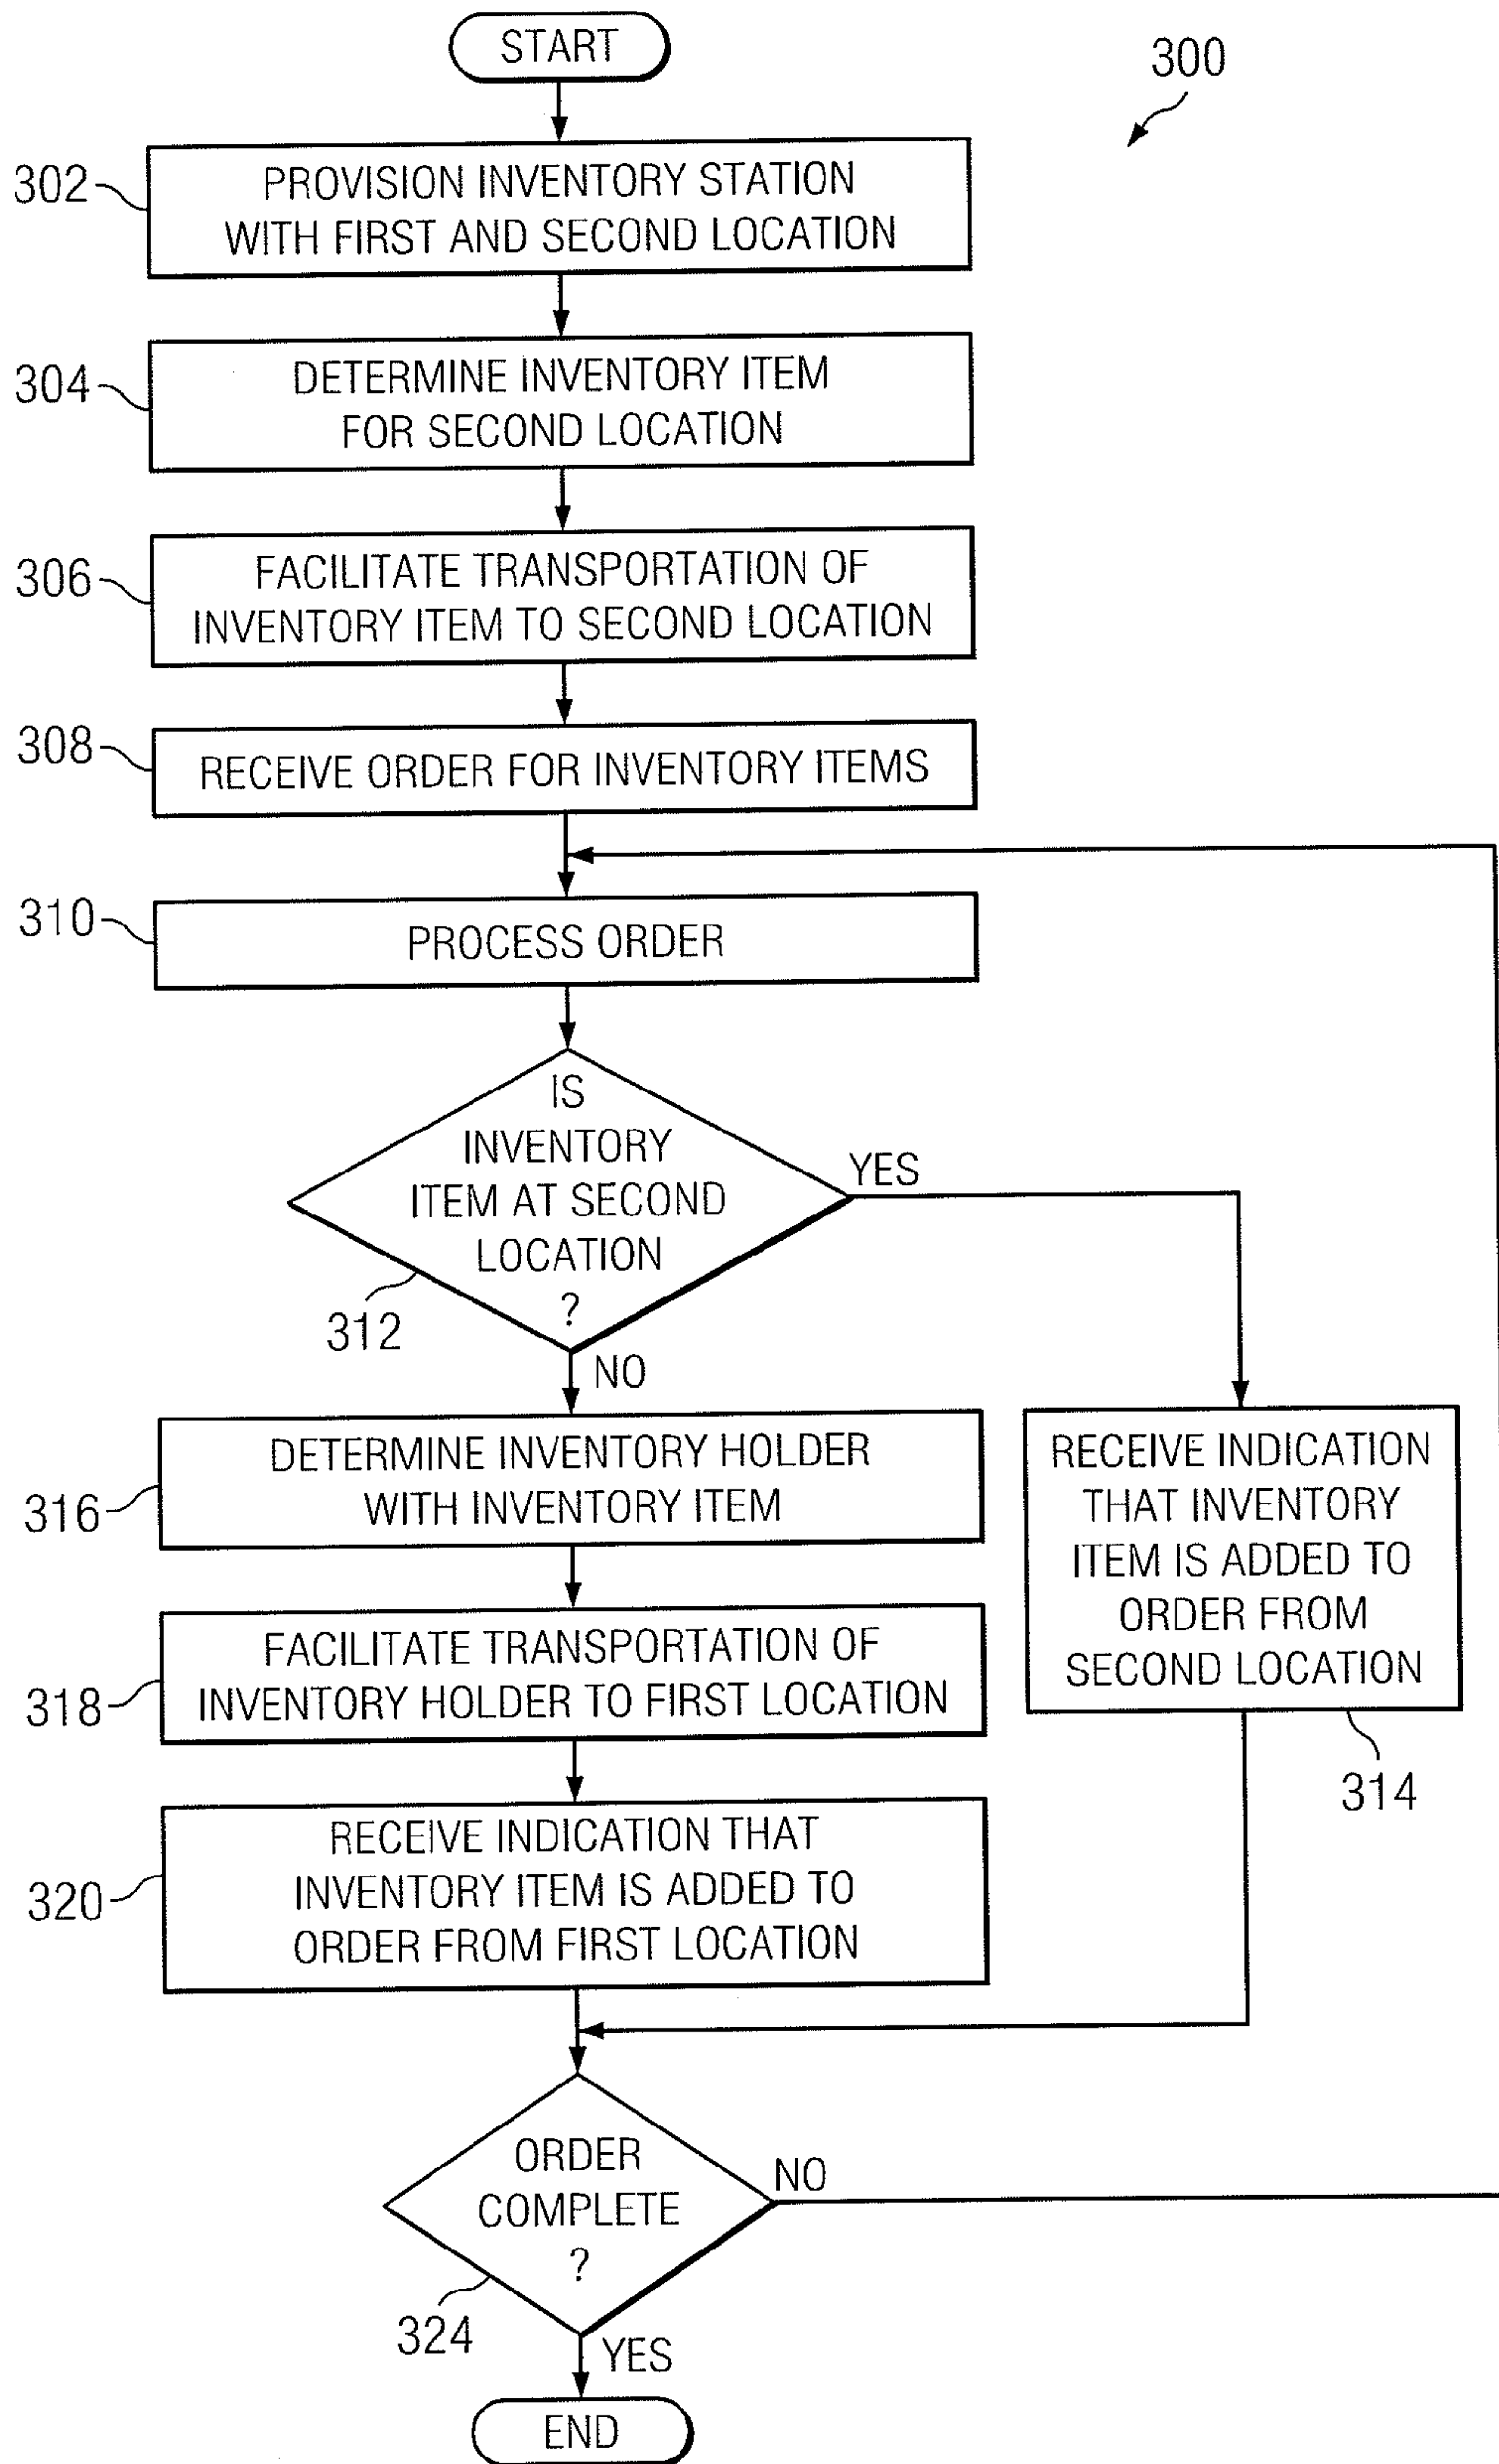 START
300
302
PROVISION INVENTORY STATION
WITH FIRST AND SECOND LOCATION
304
DETERMINE INVENTORY ITEM
FOR SECOND LOCATION
306
FACILITATE TRANSPORTATION OF
INVENTORY ITEM TO SECOND LOCATION
308
RECEIVE ORDER FOR INVENTORY ITEMS
310
PROCESS ORDER
IS
INVENTORY
ITEM AT SECOND
LOCATION
?
312
YES
NO
316
DETERMINE INVENTORY HOLDER
WITH INVENTORY ITEM
RECEIVE INDICATION
THAT INVENTORY
ITEM IS ADDED TO
ORDER FROM
SECOND LOCATION
314
318
FACILITATE TRANSPORTATION OF
INVENTORY HOLDER TO FIRST LOCATION
320
RECEIVE INDICATION THAT
INVENTORY ITEM IS ADDED TO
ORDER FROM FIRST LOCATION
ORDER
COMPLETE
?
NO
324
YES
END